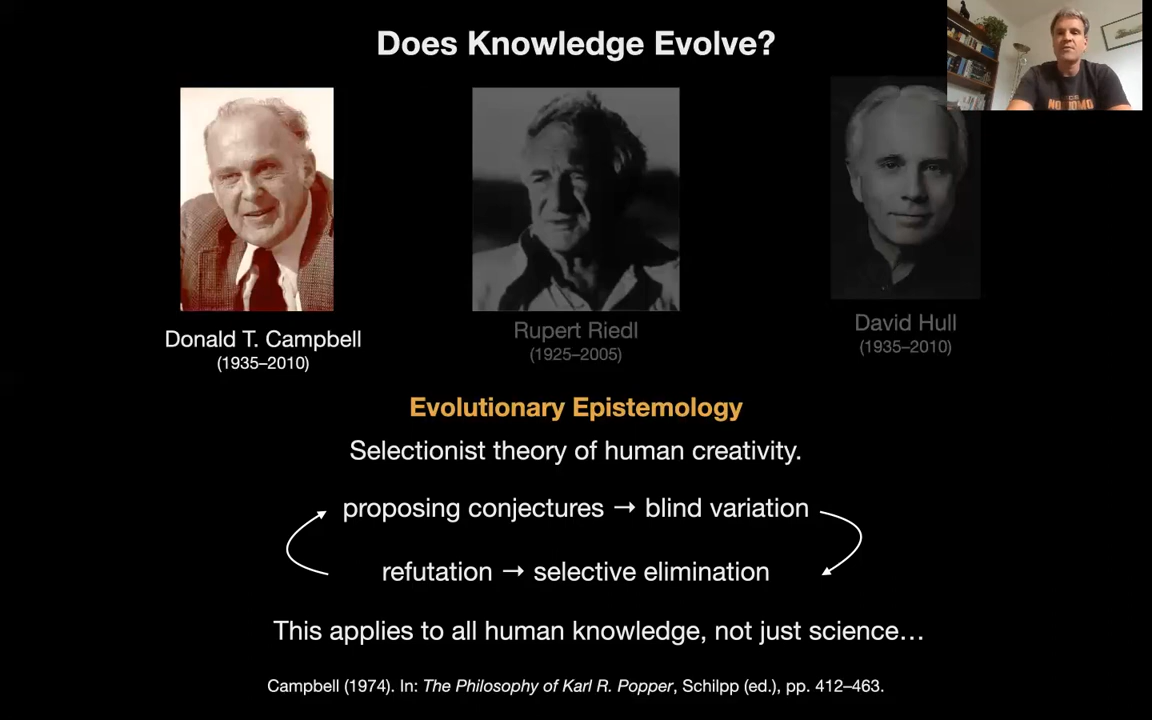 Does Knowledge Evolve?
Donald T. Campbell
(1935–2010)
Rupert Riedl
(1925–2005)
David Hull
(1935–2010)
Evolutionary Epistemology
Selectionist theory of human creativity.
proposing conjectures → blind variation
refutation → selective elimination
This applies to all human knowledge, not just science…
Campbell (1974). In: The Philosophy of Karl R. Popper, Schilpp (ed.), pp. 412–463.